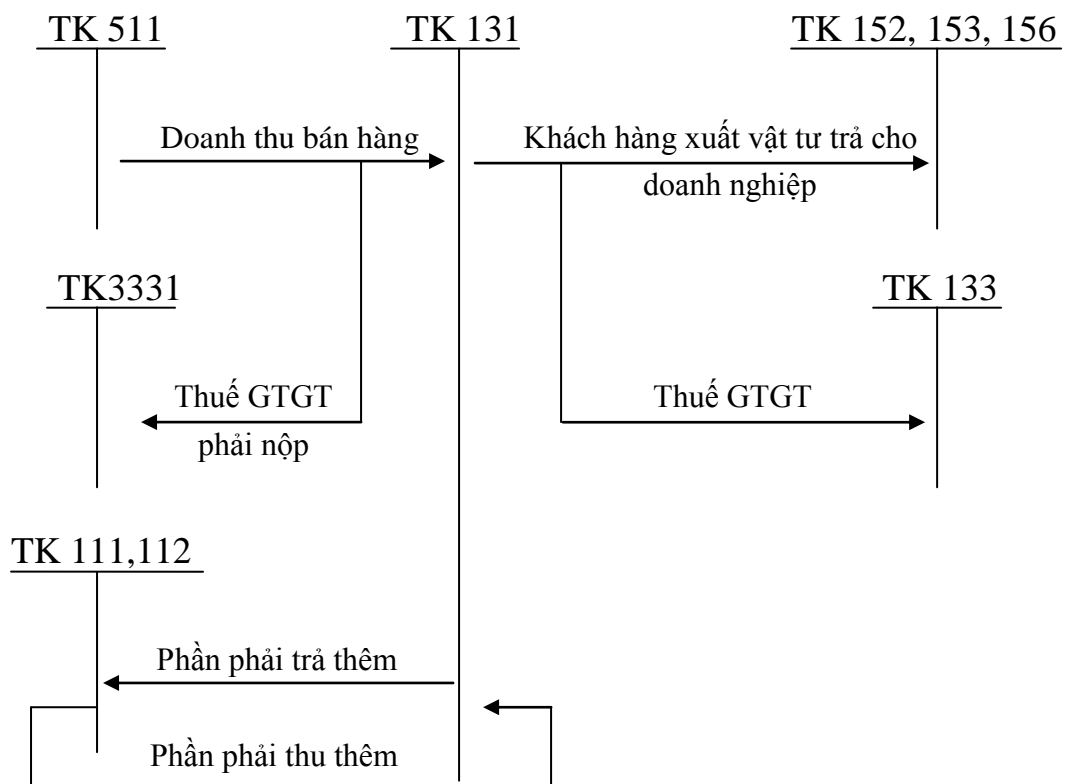 TK 511
TK 131
TK 152, 153, 156
Doanh thu bán hàng
Khách hàng xuất vật tư trả cho
doanh nghiệp
TK3331
TK 133
Thuế GTGT
phải nộp
Thuế GTGT
TK 111,112
Phần phải trả thêm
Phần phải thu thêm